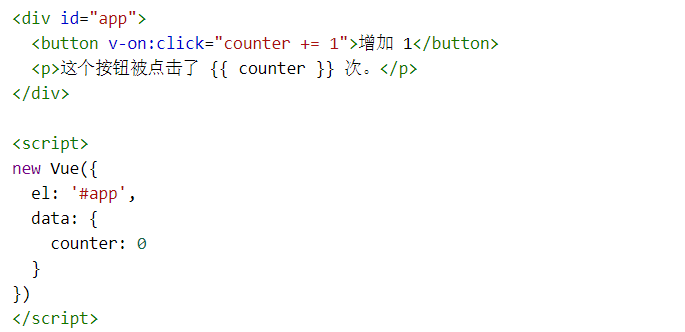 <div id="app">
  <button v-on:click="counter += 1">增加 1</button>
  <p>这个按钮被点击了 {{ counter }} 次。</p>
</div>

<script>
new Vue({
  el: '#app',
  data: {
    counter: 0
  }
})
</script>